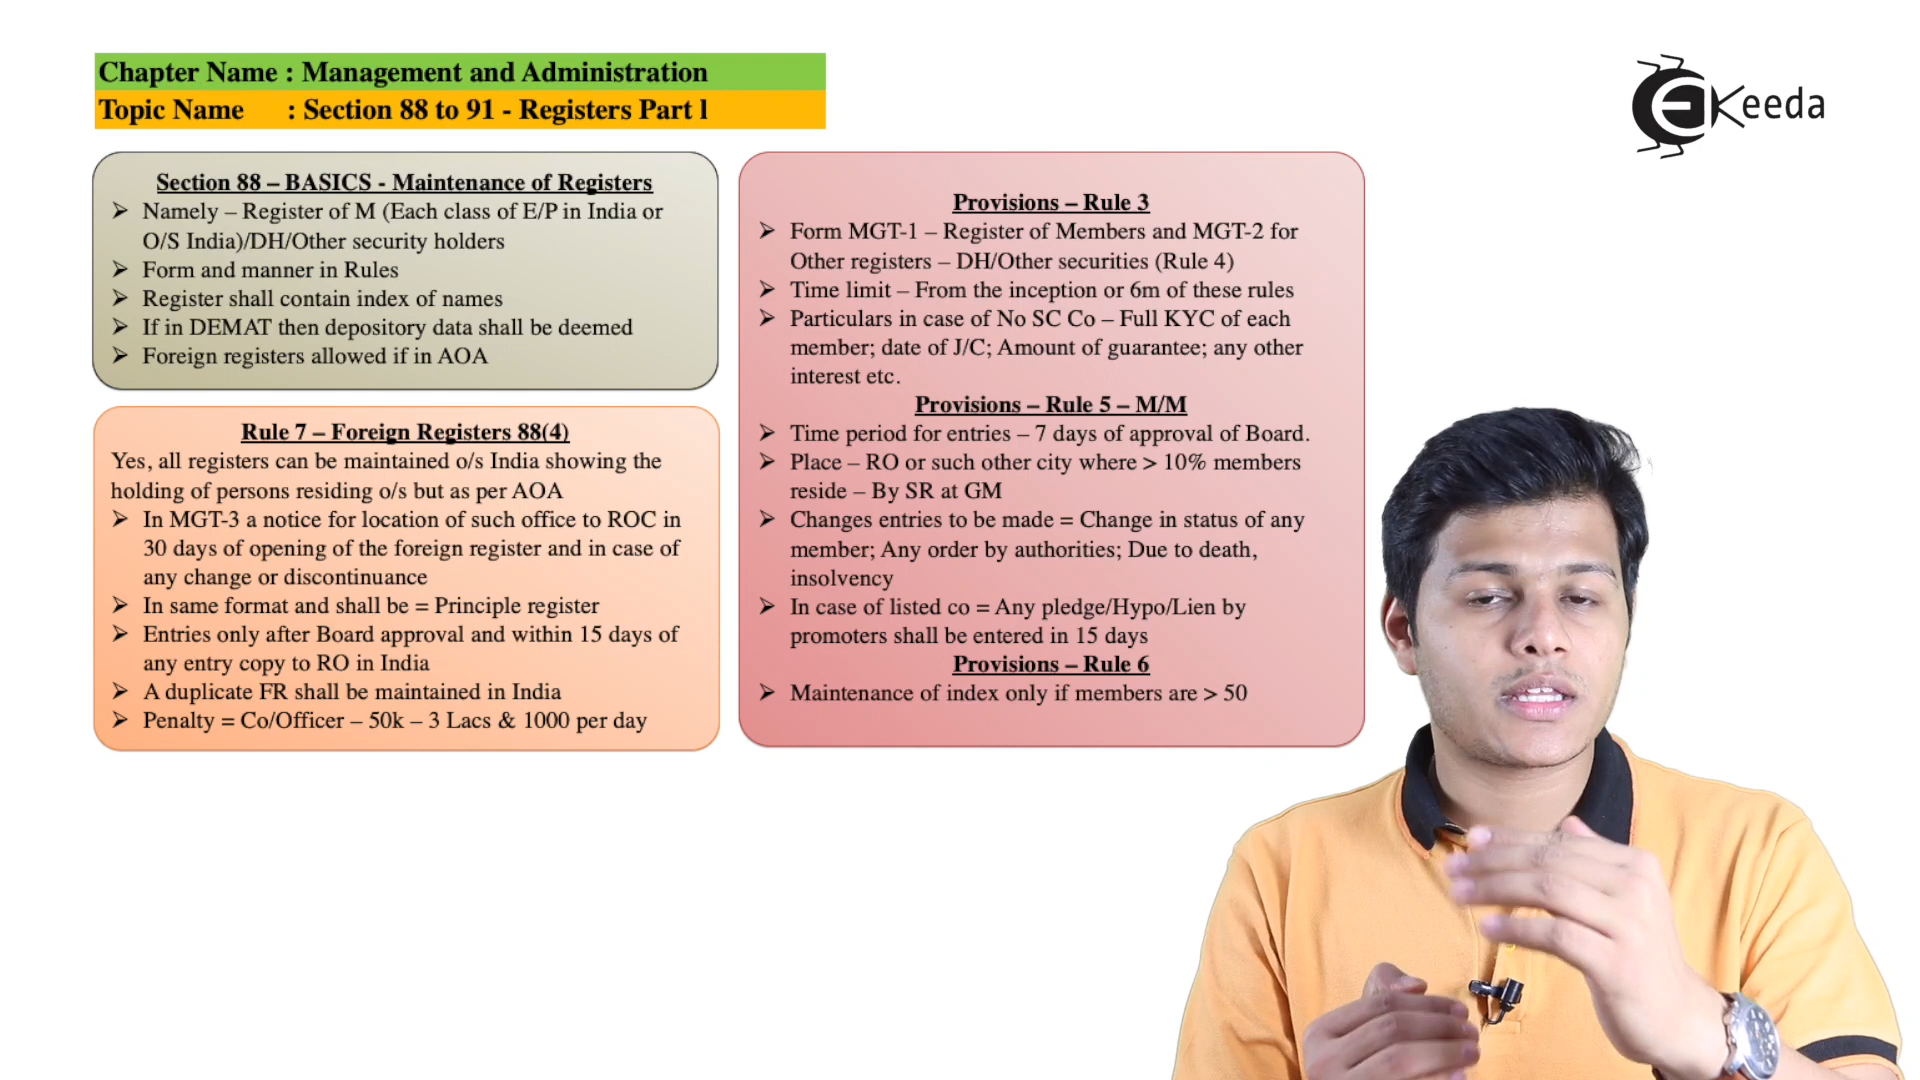 Chapter Name : Management and Administration
Topic Name : Section 88 to 91 - Registers Part l
Section 88 – BASICS - Maintenance of Registers
➢ Namely – Register of M (Each class of E/P in India or
O/S India)/DH/Other security holders
➢ Form and manner in Rules
➢ Register shall contain index of names
➢ If in DEMAT then depository data shall be deemed
➢ Foreign registers allowed if in AOA
Rule 7 – Foreign Registers 88(4)
Yes, all registers can be maintained o/s India showing the
holding of persons residing o/s but as per AOA
➢ In MGT-3 a notice for location of such office to ROC in
30 days of opening of the foreign register and in case of
any change or discontinuance
➢ In same format and shall be = Principle register
➢ Entries only after Board approval and within 15 days of
any entry copy to RO in India
➢ A duplicate FR shall be maintained in India
➢ Penalty = Co/Officer – 50k – 3 Lacs & 1000 per day
Provisions – Rule 3
➢ Form MGT-1 – Register of Members and MGT-2 for
Other registers – DH/Other securities (Rule 4)
➢ Time limit – From the inception or 6m of these rules
➢ Particulars in case of No SC Co – Full KYC of each
member; date of J/C; Amount of guarantee; any other
interest etc.
Provisions – Rule 5 – M/M
➢ Time period for entries – 7 days of approval of Board.
➢ Place – RO or such other city where > 10% members
reside – By SR at GM
➢ Changes entries to be made = Change in status of any
member; Any order by authorities; Due to death,
insolvency
➢ In case of listed co = Any pledge/Hypo/Lien by
promoters shall be entered in 15 days
Provisions – Rule 6
➢ Maintenance of index only if members are > 50
eKeeda